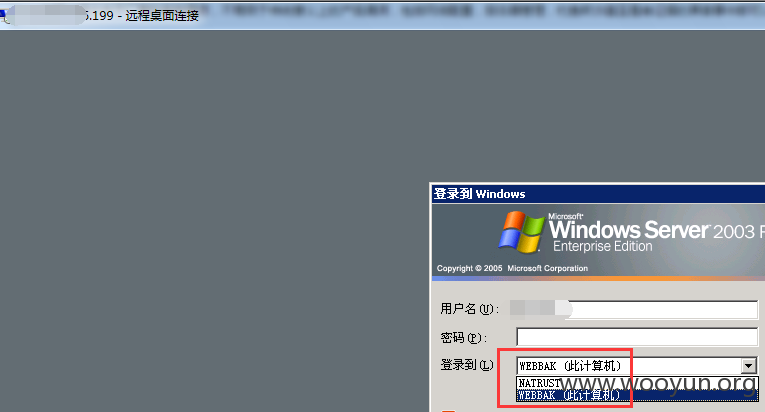 5.199 - 远程桌面连接
登录到 Windows
Microsoft
Windows Server 2003
Enterprise Edition
Copyright © 2005 Microsoft Corporation
用户名(U):
密码(P):
登录到(L)
WEBBAK (此计算机)
NATRUST
WEBBAK (此计算机)
www.wooyun.org